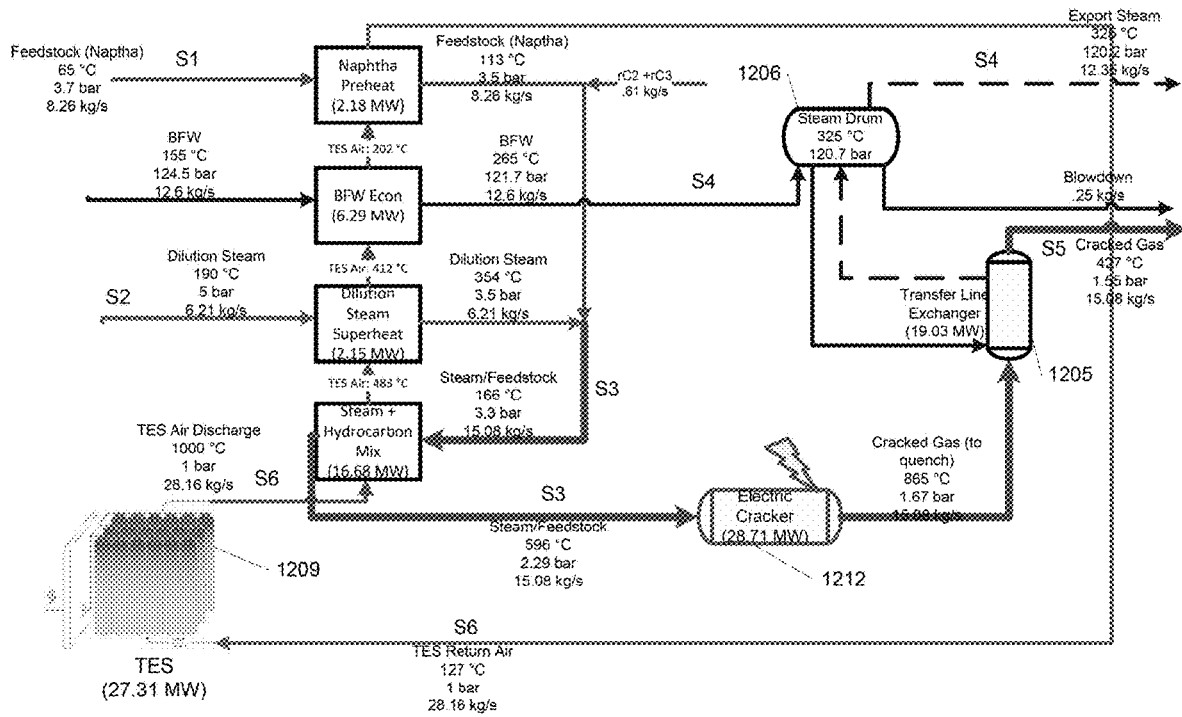 Feedstock (Naptha)
65 °C
3.7 bar
8.26 kg/s
S1
Naphtha
Preheat
(2.18 MW)
Feedstock (Naptha)
113 °C
3.5 bar
8.26 kg/s
rC2 +rC3
.61 kg/s
1206
S4
Export Steam
325 °C
120.2 bar
12.35 kg/s
TES Air: 202 °C
BFW
155 °C
124.5 bar
12.6 kg/s
BFW Econ
(6.29 MW)
BFW
265 °C
121.7 bar
12.6 kg/s
S4
Steam Drum
325 °C
120.7 bar
Blowdown
.25 kg/s
TES Air: 412 °C
Dilution Steam
190 °C
5 bar
6.21 kg/s
S2
Dilution
Steam
Superheat
(2.15 MW)
Dilution Steam
354 °C
3.5 bar
6.21 kg/s
S5
Cracked Gas
427 °C
1.55 bar
15.08 kg/s
Transfer Line
Exchanger
(19.03 MW)
1205
TES Air: 483 °C
Steam/Feedstock
166 °C
3.3 bar
15.08 kg/s
S3
Steam +
Hydrocarbon
Mix
(16.68 MW)
TES Air Discharge
1000 °C
1 bar
28.16 kg/s
S6
S3
Steam/Feedstock
596 °C
2.29 bar
15.08 kg/s
Electric
Cracker
(28.71 MW)
1212
Cracked Gas (to
quench)
865 °C
1.67 bar
15.08 kg/s
1209
TES
(27.31 MW)
S6
TES Return Air
127 °C
1 bar
28.16 kg/s